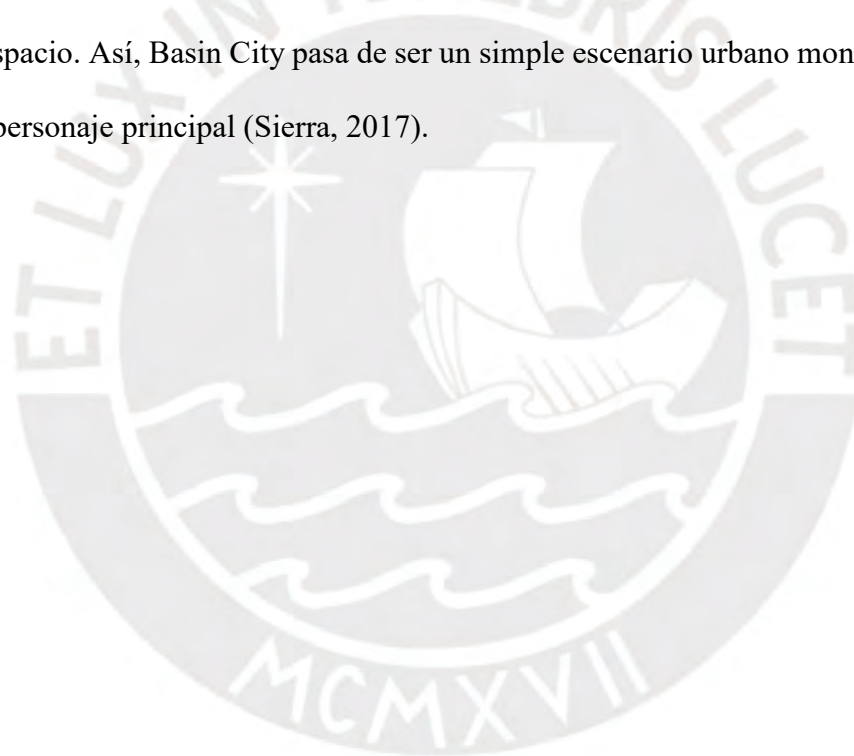 spacio. Así, Basin City pasa de ser un simple escenario urbano mon
personaje principal (Sierra, 2017).
ET LUX IN TENEBRIS LUCET
MCMXVII